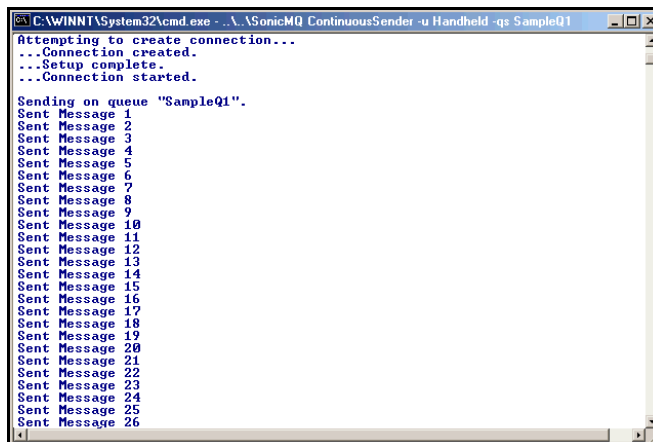 C:\WINNT\System32\cmd.exe - ..\..\SonicMQ ContinuousSender -u Handheld -qs SampleQ1
Attempting to create connection...
...Connection created.
...Setup complete.
...Connection started.
Sending on queue "SampleQ1".
Sent Message 1
Sent Message 2
Sent Message 3
Sent Message 4
Sent Message 5
Sent Message 6
Sent Message 7
Sent Message 8
Sent Message 9
Sent Message 10
Sent Message 11
Sent Message 12
Sent Message 13
Sent Message 14
Sent Message 15
Sent Message 16
Sent Message 17
Sent Message 18
Sent Message 19
Sent Message 20
Sent Message 21
Sent Message 22
Sent Message 23
Sent Message 24
Sent Message 25
Sent Message 26